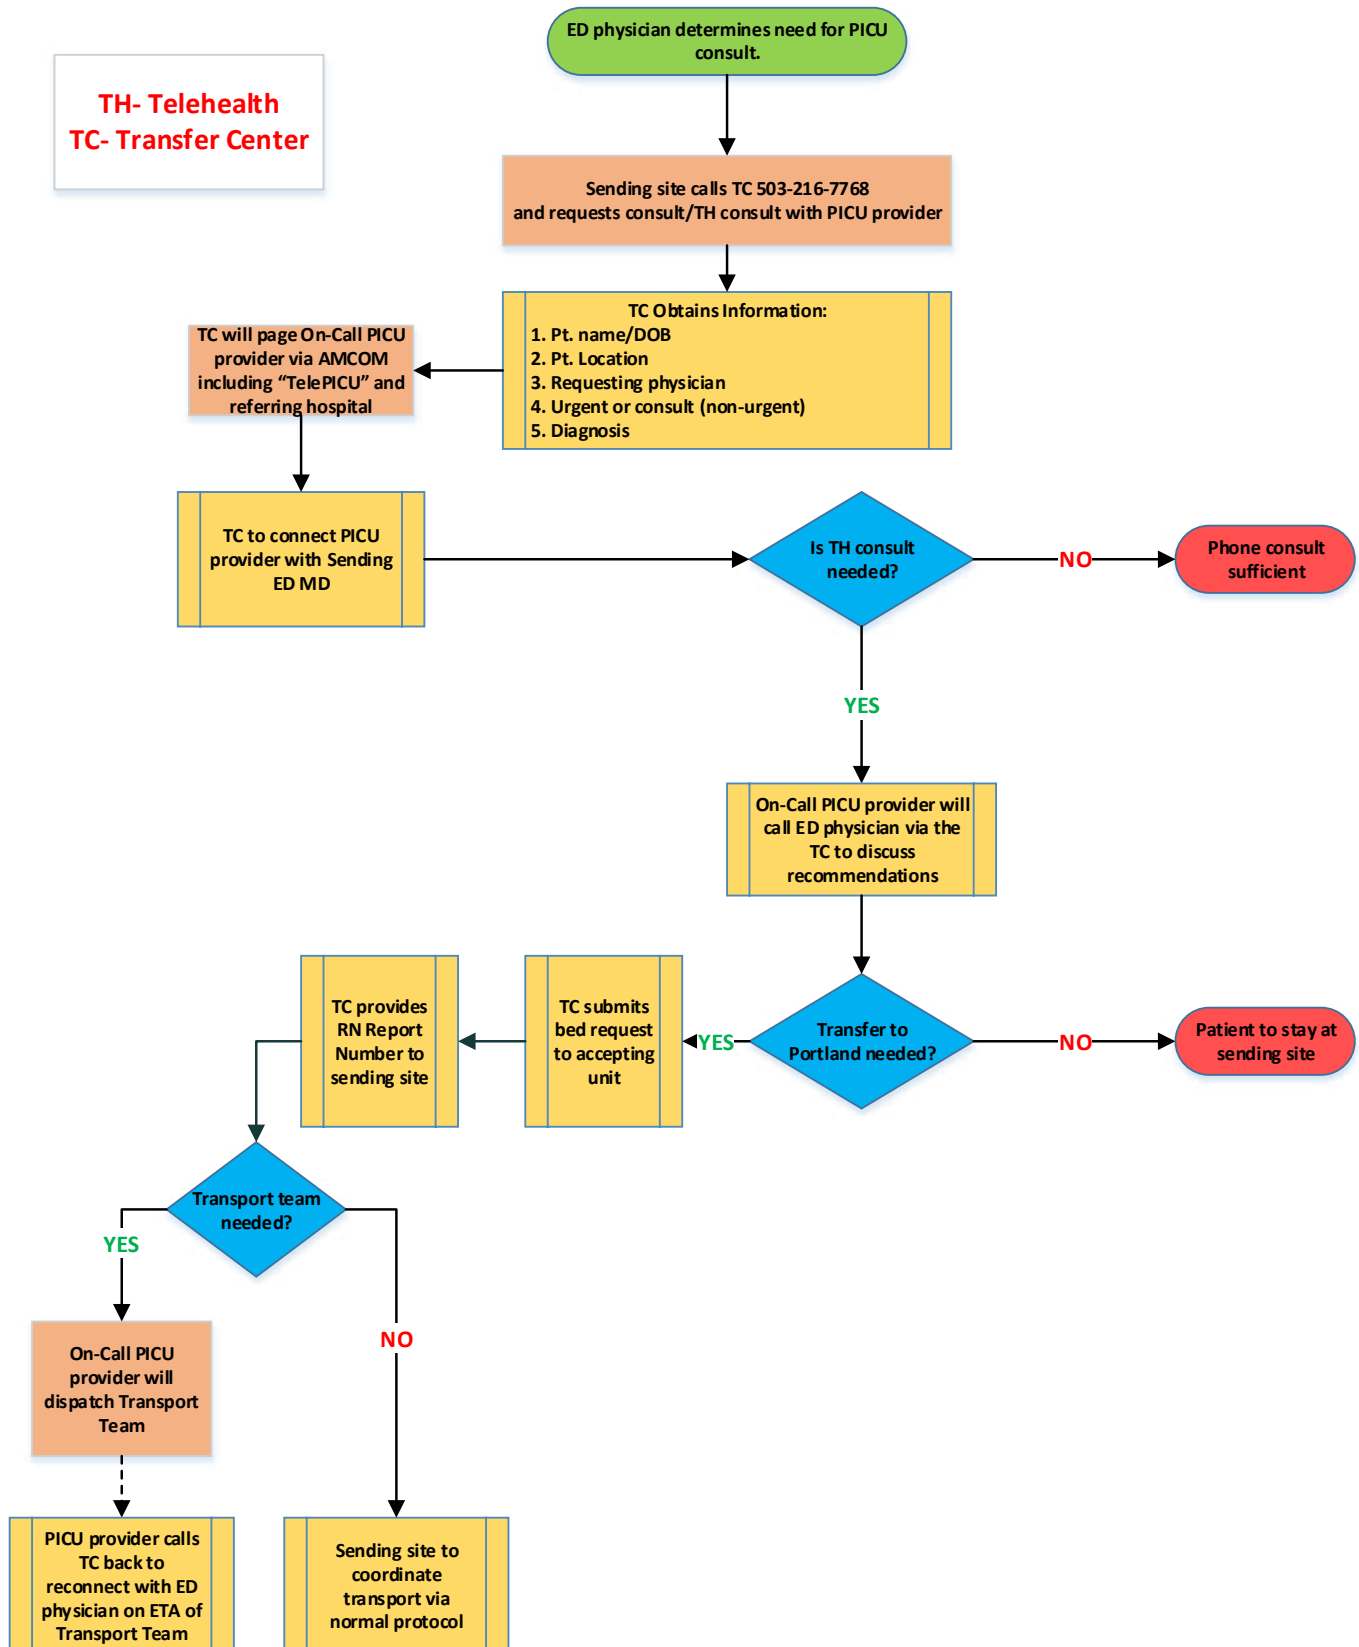 ED physician determines need for PICU
consult.
TH- Telehealth
TC- Transfer Center
Sending site calls TC 503-216-7768
and requests consult/TH consult with PICU provider
TC Obtains Information:
1. Pt. name/DOB
2. Pt. Location
3. Requesting physician
4. Urgent or consult (non-urgent)
5. Diagnosis
TC will page On-Call PICU
provider via AMCOM
including “TelePICU” and
referring hospital
TC to connect PICU
provider with Sending
ED MD
Is TH consult
needed?
NO
Phone consult
sufficient
YES
On-Call PICU provider will
call ED physician via the
TC to discuss
recommendations
Transfer to
Portland needed?
NO
Patient to stay at
sending site
YES
TC submits
bed request
to accepting
unit
TC provides
RN Report
Number to
sending site
Transport team
needed?
YES
NO
On-Call PICU
provider will
dispatch Transport
Team
PICU provider calls
TC back to
reconnect with ED
physician on ETA of
Transport Team
Sending site to
coordinate
transport via
normal protocol